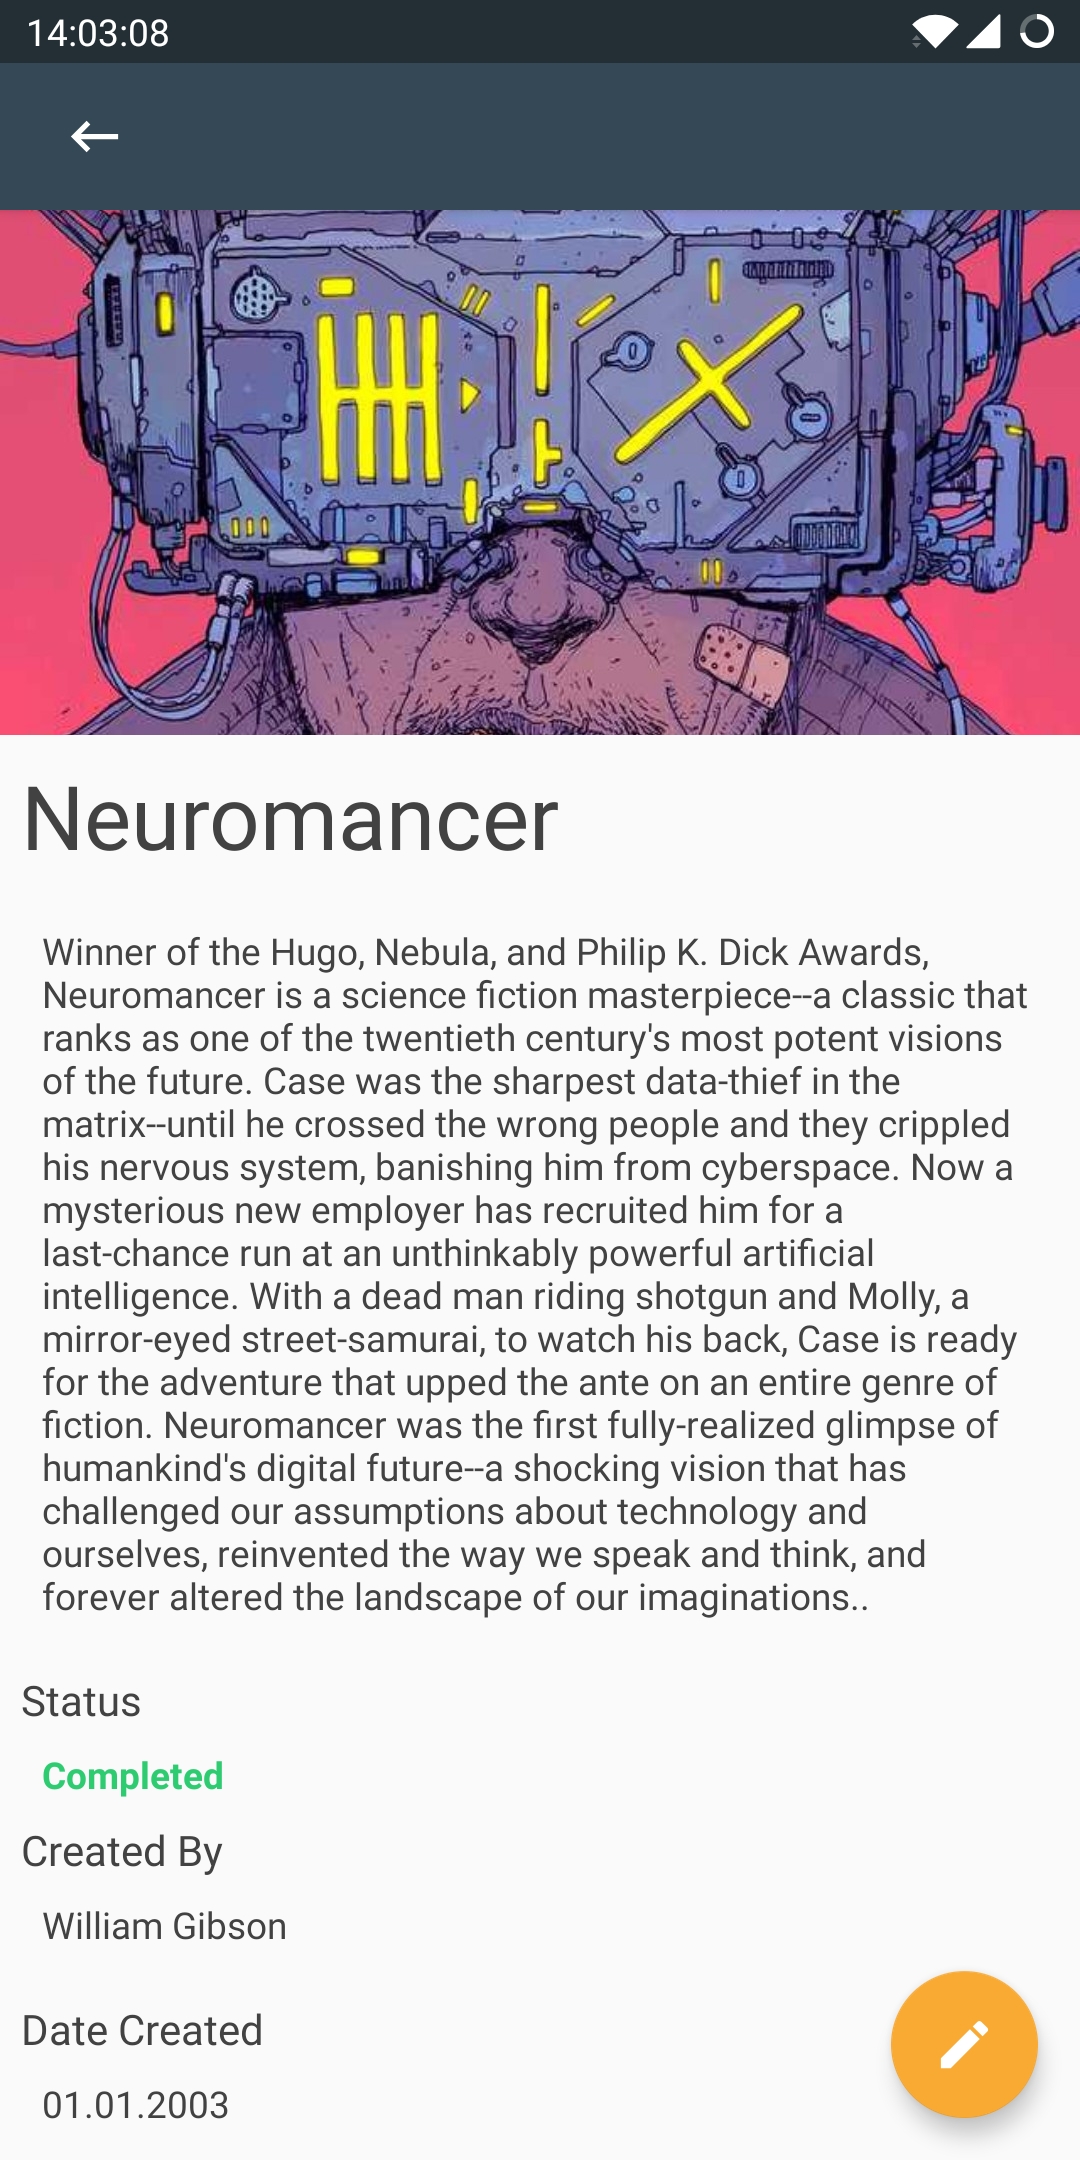 14:03:08
Neuromancer
Winner of the Hugo, Nebula, and Philip K. Dick Awards,
Neuromancer is a science fiction masterpiece--a classic that
ranks as one of the twentieth century's most potent visions
of the future. Case was the sharpest data-thief in the
matrix--until he crossed the wrong people and they crippled
his nervous system, banishing him from cyberspace. Now a
mysterious new employer has recruited him for a
last-chance run at an unthinkably powerful artificial
intelligence. With a dead man riding shotgun and Molly, a
mirror-eyed street-samurai, to watch his back, Case is ready
for the adventure that upped the ante on an entire genre of
fiction. Neuromancer was the first fully-realized glimpse of
humankind's digital future--a shocking vision that has
challenged our assumptions about technology and
ourselves, reinvented the way we speak and think, and
forever altered the landscape of our imaginations..
Status
Completed
Created By
William Gibson
Date Created
01.01.2003